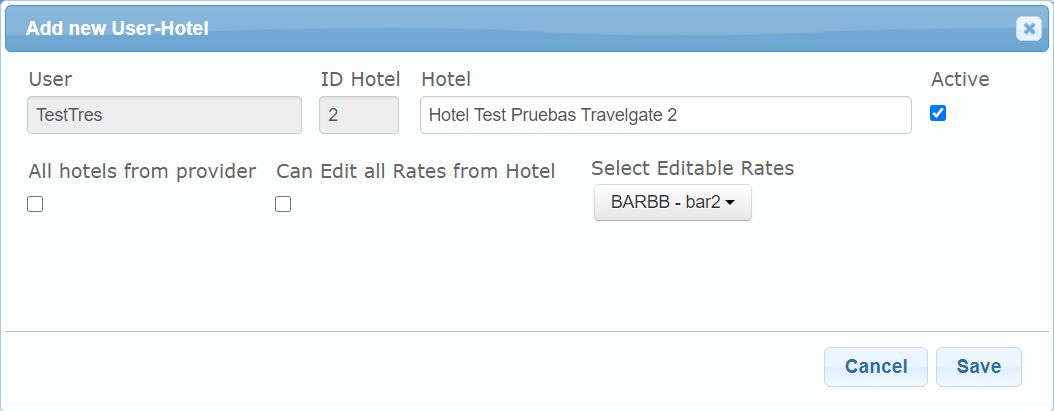 Add new User-Hotel
User ID Hotel Hotel Active
TestTres 2 Hotel Test Pruebas Travelgate 2
All hotels from provider Can Edit all Rates from Hotel Select Editable Rates
BARBB - bar2
Cancel Save